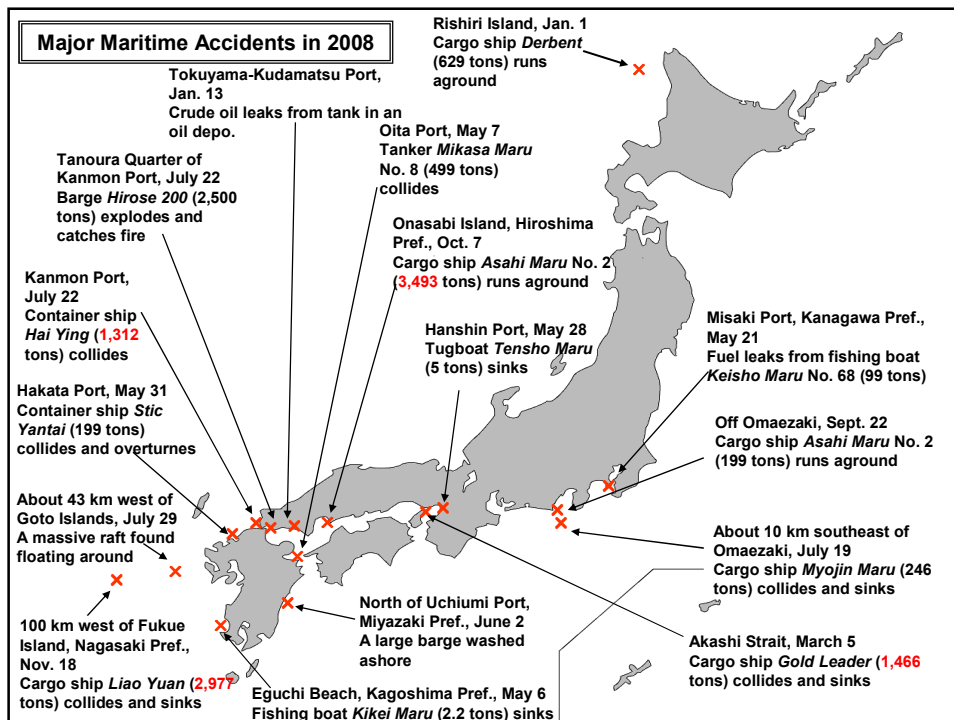 Major Maritime Accidents in 2008
Rishiri Island, Jan. 1
Cargo ship Derbent
(629 tons) runs
aground
Tokuyama-Kudamatsu Port,
Jan. 13
Crude oil leaks from tank in an
oil depo.
Oita Port, May 7
Tanker Mikasa Maru
No. 8 (499 tons)
collides
Tanoura Quarter of
Kanmon Port, July 22
Barge Hirose 200 (2,500
tons) explodes and
catches fire
Onasabi Island, Hiroshima
Pref., Oct. 7
Cargo ship Asahi Maru No. 2
(3,493 tons) runs aground
Kanmon Port,
July 22
Container ship
Hai Ying (1,312
tons) collides
Hanshin Port, May 28
Tugboat Tensho Maru
(5 tons) sinks
Misaki Port, Kanagawa Pref.,
May 21
Fuel leaks from fishing boat
Keisho Maru No. 68 (99 tons)
Hakata Port, May 31
Container ship Stic
Yantai (199 tons)
collides and overturnes
Off Omaezaki, Sept. 22
Cargo ship Asahi Maru No. 2
(199 tons) runs aground
About 43 km west of
Goto Islands, July 29
A massive raft found
floating around
About 10 km southeast of
Omaezaki, July 19
Cargo ship Myojin Maru (246
tons) collides and sinks
North of Uchiumi Port,
Miyazaki Pref., June 2
A large barge washed
ashore
100 km west of Fukue
Island, Nagasaki Pref.,
Nov. 18
Cargo ship Liao Yuan (2,977
tons) collides and sinks
Akashi Strait, March 5
Cargo ship Gold Leader (1,466
tons) collides and sinks
Eguchi Beach, Kagoshima Pref., May 6
Fishing boat Kikei Maru (2.2 tons) sinks